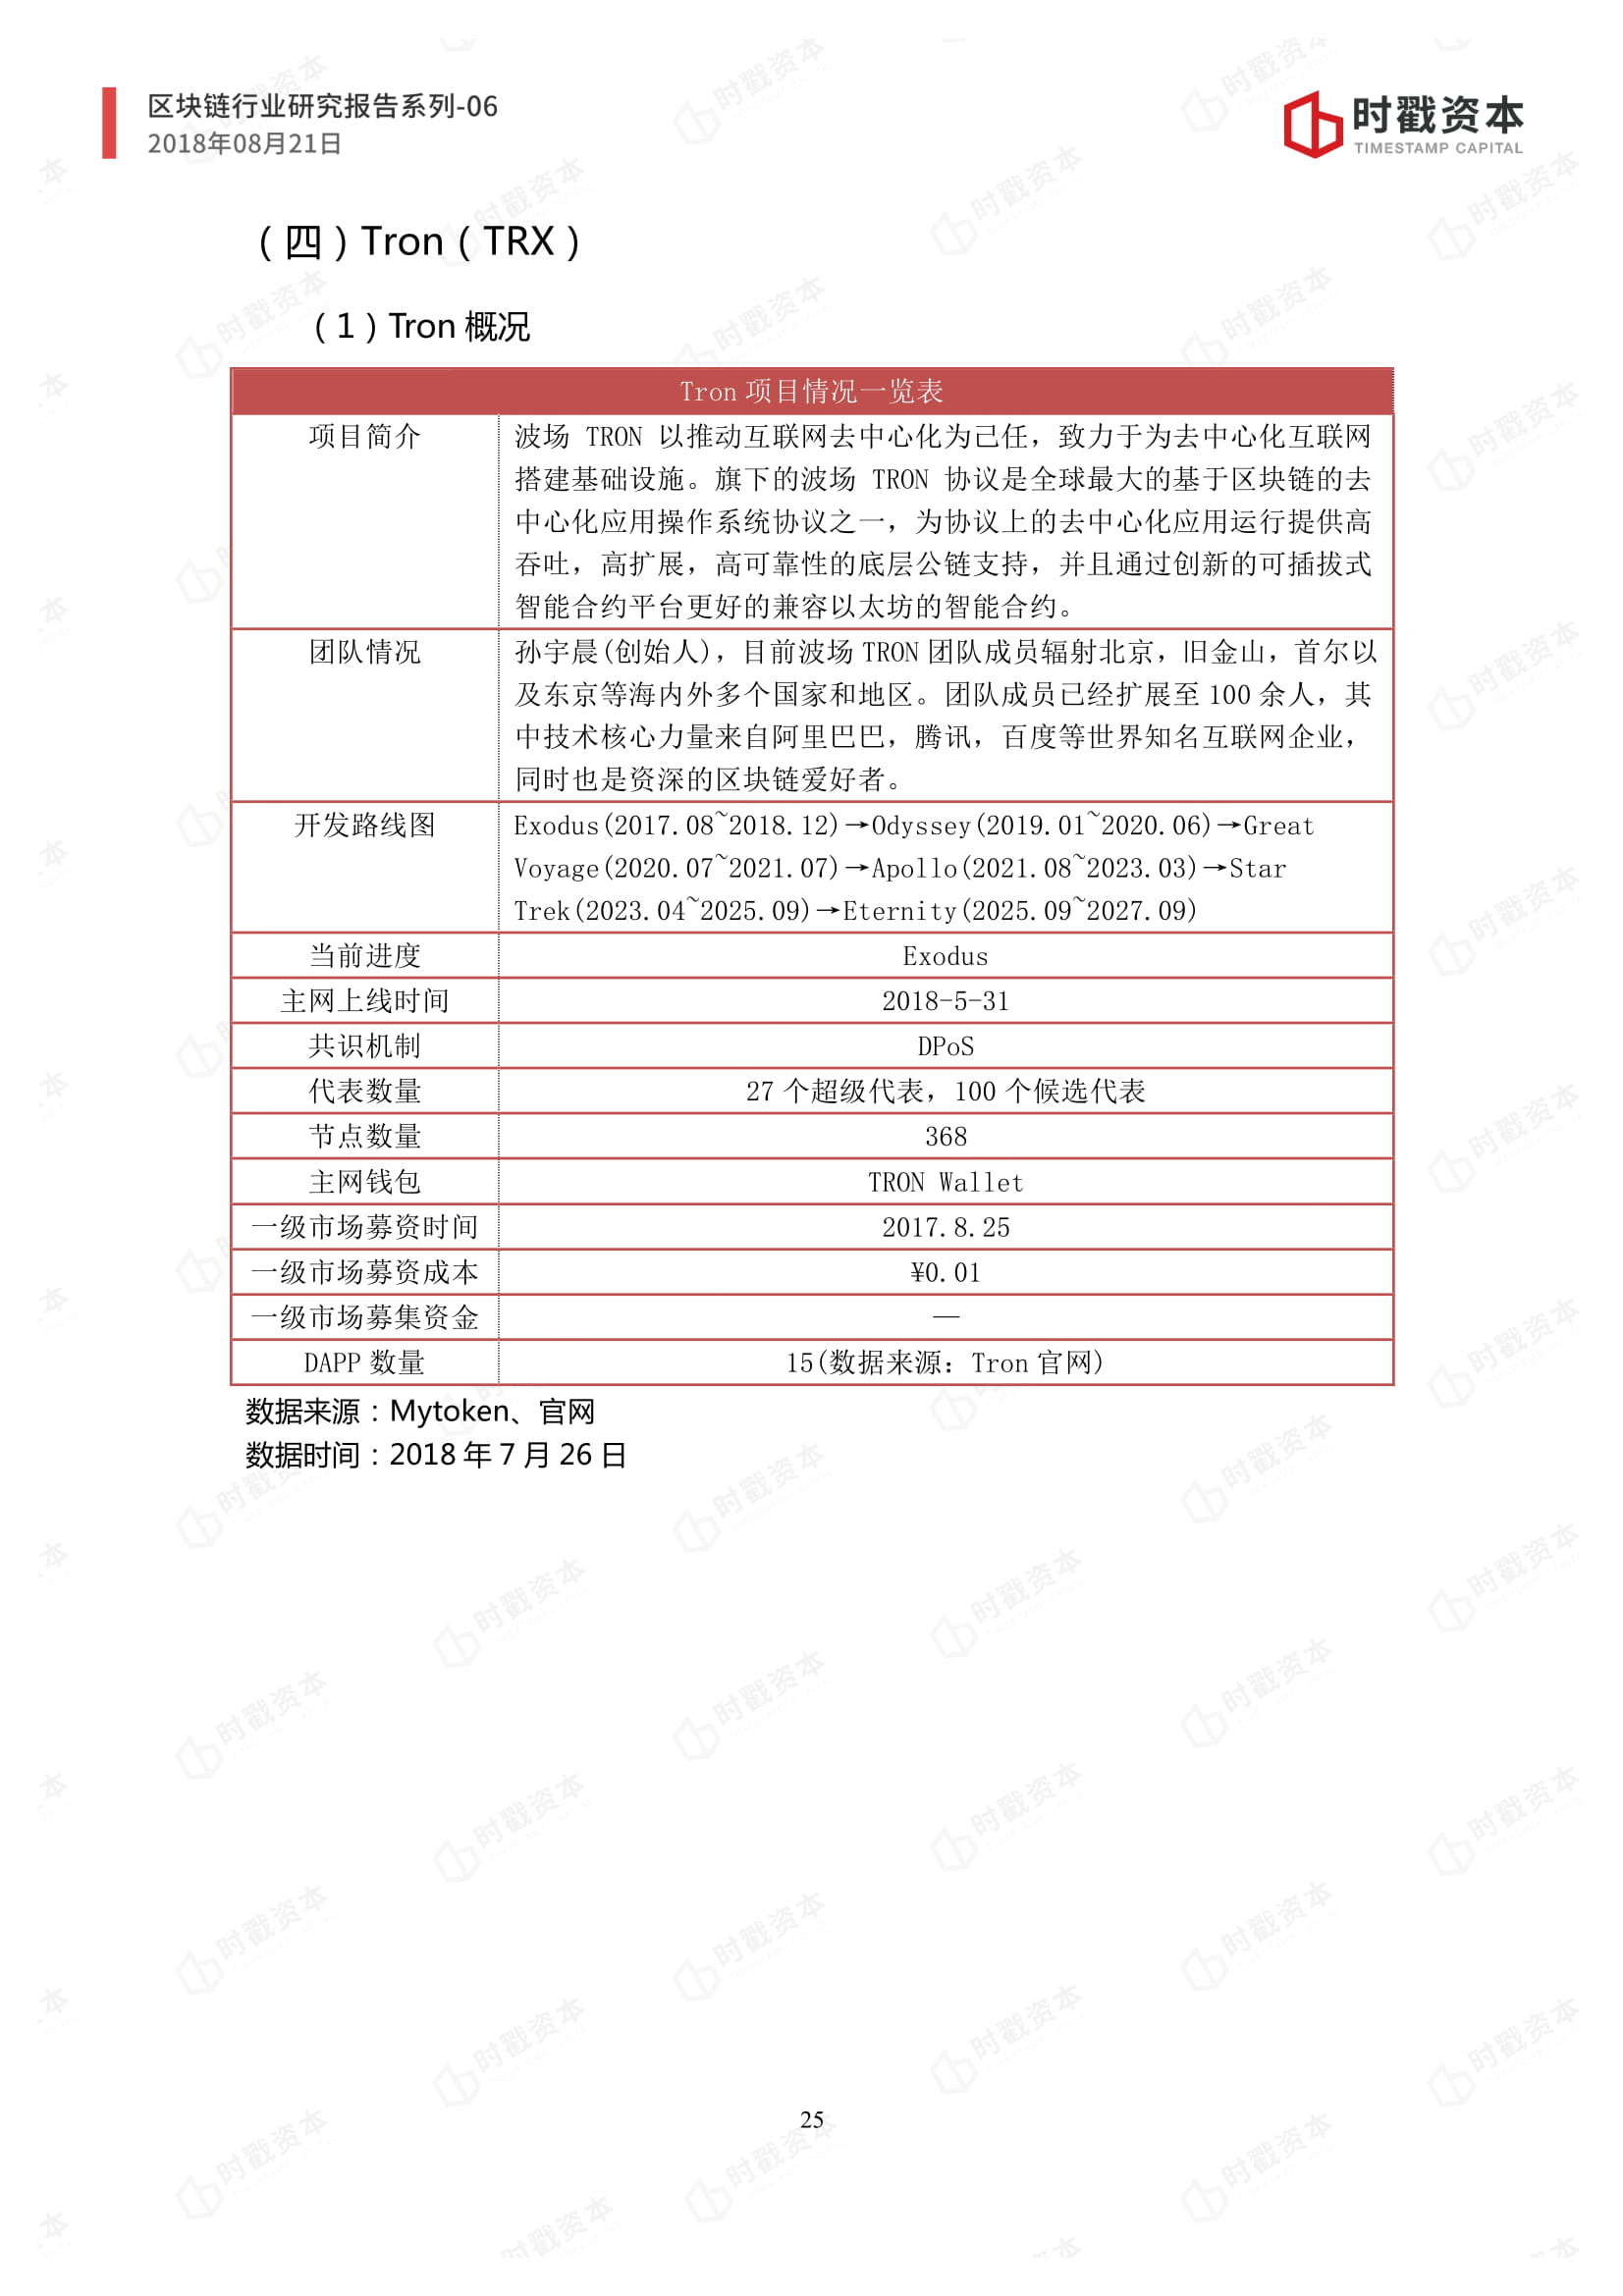 区块链行业研究报告系列-06
2018年08月21日
时戳资本
TIMESTAMP CAPITAL
（四）Tron（TRX）
（1）Tron 概况
Tron 项目情况一览表
项目简介
波场 TRON 以推动互联网去中心化为己任，致力于为去中心化互联网
搭建基础设施。旗下的波场 TRON 协议是全球最大的基于区块链的去
中心化应用操作系统协议之一，为协议上的去中心化应用运行提供高
吞吐，高扩展，高可靠性的底层公链支持，并且通过创新的可插拔式
智能合约平台更好的兼容以太坊的智能合约。
团队情况
孙宇晨(创始人)，目前波场 TRON 团队成员辐射北京，旧金山，首尔以
及东京等海内外多个国家和地区。团队成员已经扩展至 100 余人，其
中技术核心力量来自阿里巴巴，腾讯，百度等世界知名互联网企业，
同时也是资深的区块链爱好者。
开发路线图
Exodus(2017.08~2018.12)→Odyssey(2019.01~2020.06)→Great
Voyage(2020.07~2021.07)→Apollo(2021.08~2023.03)→Star
Trek(2023.04~2025.09)→Eternity(2025.09~2027.09)
当前进度 Exodus
主网上线时间 2018-5-31
共识机制 DPoS
代表数量 27 个超级代表，100 个候选代表
节点数量 368
主网钱包 TRON Wallet
一级市场募资时间 2017.8.25
一级市场募资成本 ¥0.01
一级市场募集资金 —
DAPP 数量 15(数据来源：Tron 官网)
数据来源：Mytoken、官网
数据时间：2018 年 7 月 26 日
25